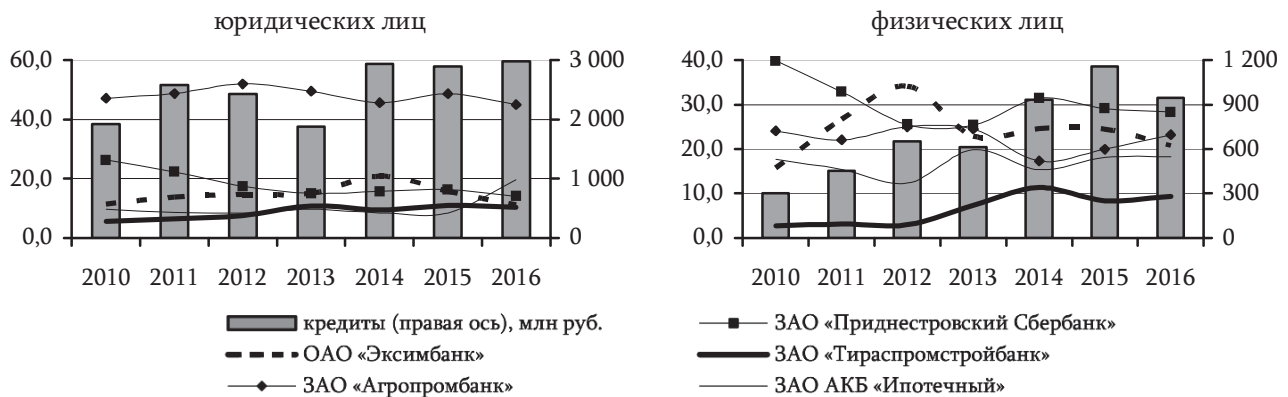 юридических лиц
физических лиц
60,0
40,0
20,0
0,0
3 000
2 000
1 000
0
2010 2011 2012 2013 2014 2015 2016
40,0
30,0
20,0
10,0
0,0
1 200
900
600
300
0
2010 2011 2012 2013 2014 2015 2016
кредиты (правая ось), млн руб.
ЗАО «Приднестровский Сбербанк»
ОАО «Эксимбанк»
ЗАО «Тираспромстройбанк»
ЗАО «Агропромбанк»
ЗАО АКБ «Ипотечный»